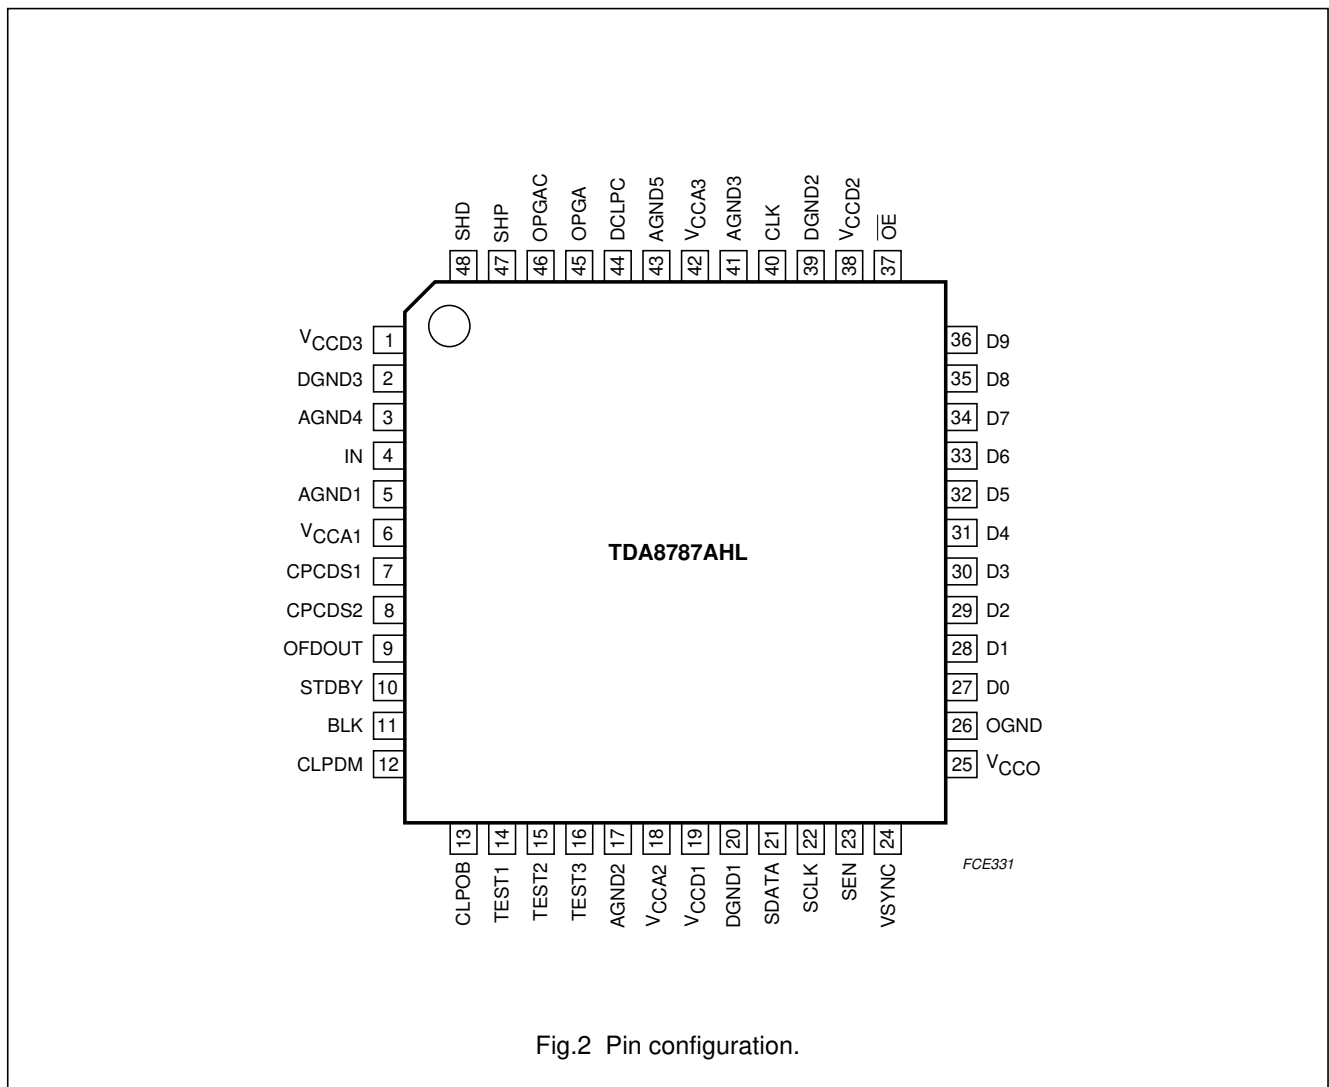 SHD
SHP
OPGAC
OPGA
DCLPC
AGND5
VCCA3
AGND3
CLK
DGND2
VCCD2
OE
48
47
46
45
44
43
42
41
40
39
38
37
VCCD3 1
DGND3 2
AGND4 3
IN 4
AGND1 5
VCCA1 6
CPCDS1 7
CPCDS2 8
OFDOUT 9
STDBY 10
BLK 11
CLPDM 12
TDA8787AHL
36 D9
35 D8
34 D7
33 D6
32 D5
31 D4
30 D3
29 D2
28 D1
27 D0
26 OGND
25 VCCO
13
14
15
16
17
18
19
20
21
22
23
24
CLPOB
TEST1
TEST2
TEST3
AGND2
VCCA2
VCCD1
DGND1
SDATA
SCLK
SEN
VSYNC
FCE331
Fig.2 Pin configuration.